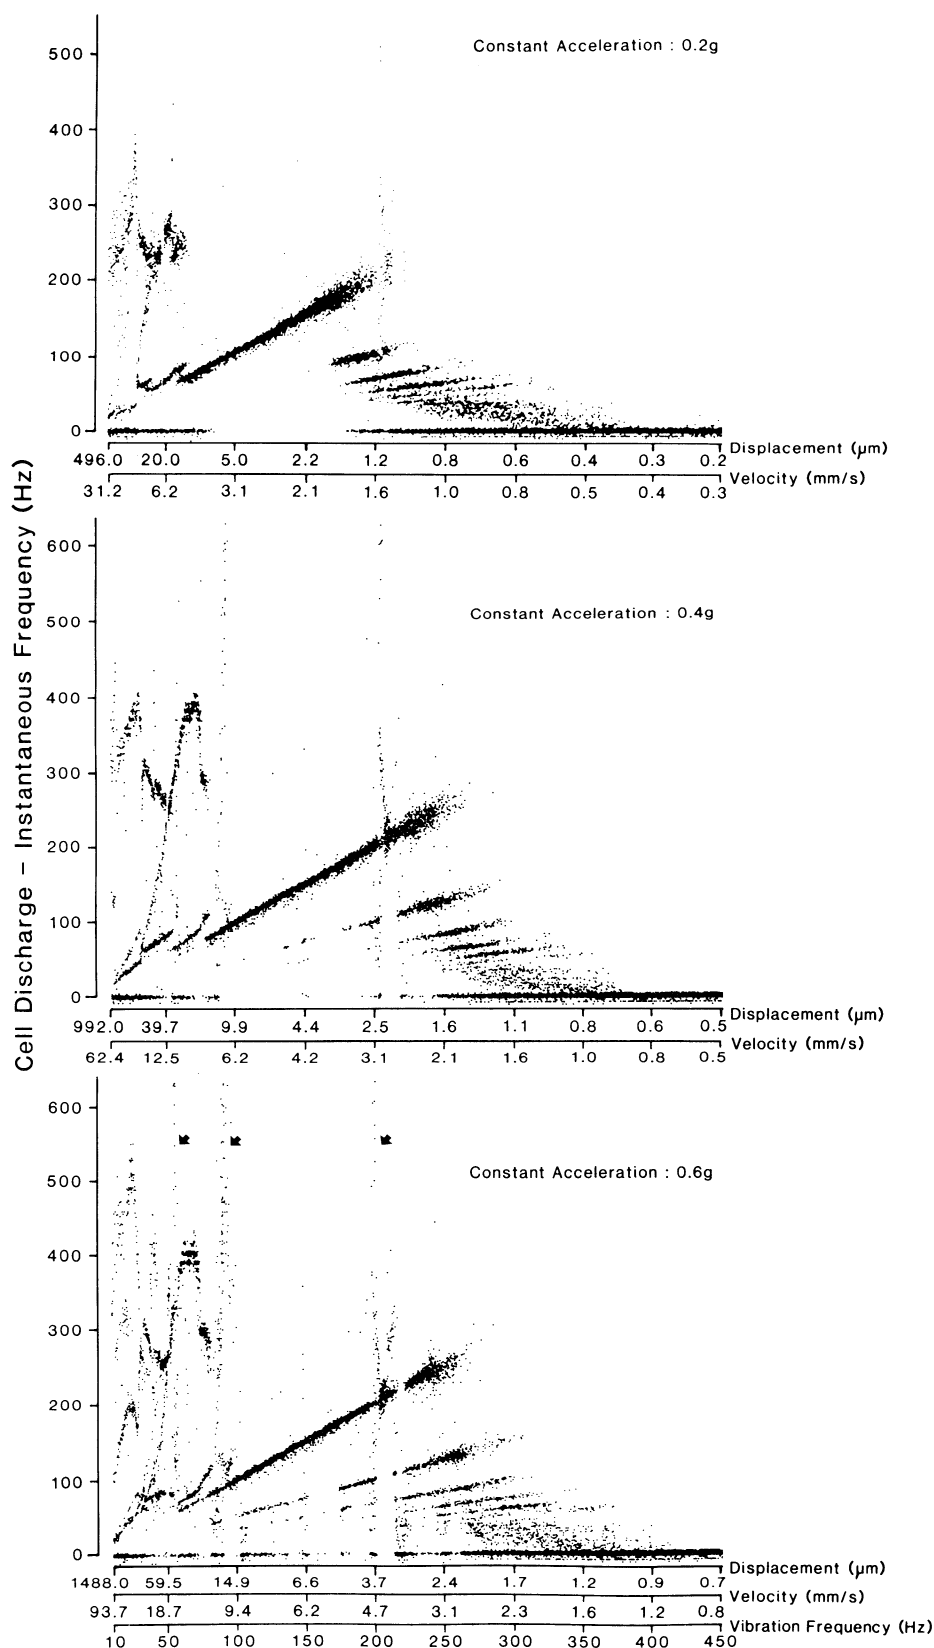 Cell Discharge – Instantaneous Frequency (Hz)
Constant Acceleration : 0.2g
500
400
300
200
100
0
496.0 20.0 5.0 2.2 1.2 0.8 0.6 0.4 0.3 0.2 Displacement (μm)
31.2 6.2 3.1 2.1 1.6 1.0 0.8 0.5 0.4 0.3 Velocity (mm/s)
Constant Acceleration : 0.4g
600
500
400
300
200
100
0
992.0 39.7 9.9 4.4 2.5 1.6 1.1 0.8 0.6 0.5 Displacement (μm)
62.4 12.5 6.2 4.2 3.1 2.1 1.6 1.0 0.8 0.5 Velocity (mm/s)
Constant Acceleration : 0.6g
600
500
400
300
200
100
0
1488.0 59.5 14.9 6.6 3.7 2.4 1.7 1.2 0.9 0.7 Displacement (μm)
93.7 18.7 9.4 6.2 4.7 3.1 2.3 1.6 1.2 0.8 Velocity (mm/s)
10 50 100 150 200 250 300 350 400 450 Vibration Frequency (Hz)